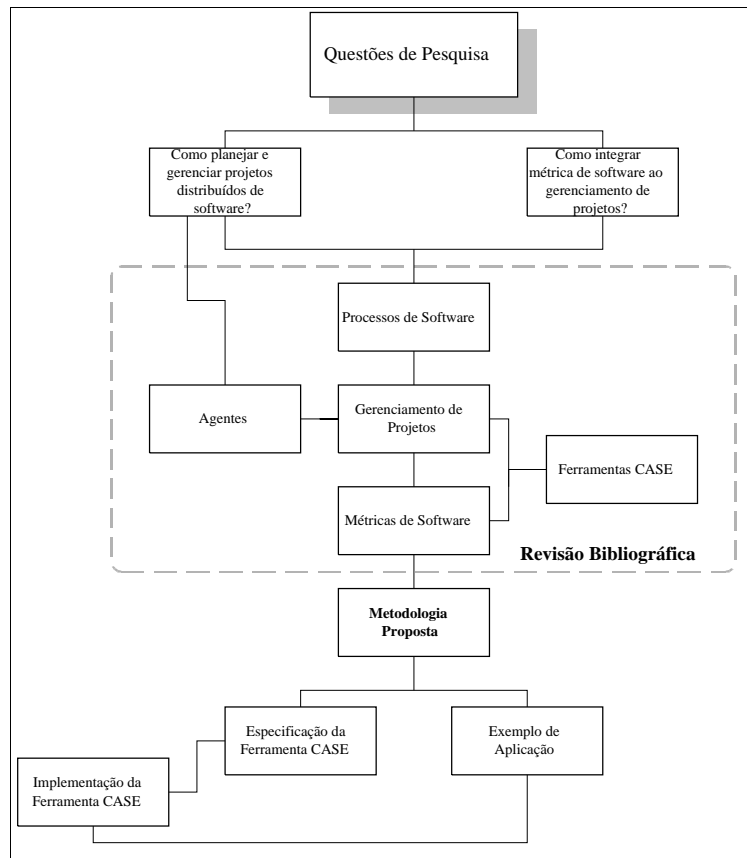 Questões de Pesquisa
Como planejar e
gerenciar projetos
distribuídos de
software?
Como integrar
métrica de software ao
gerenciamento de
projetos?
Processos de Software
Agentes
Gerenciamento de
Projetos
Ferramentas CASE
Métricas de Software
Revisão Bibliográfica
Metodologia
Proposta
Especificação da
Ferramenta CASE
Exemplo de
Aplicação
Implementação da
Ferramenta CASE